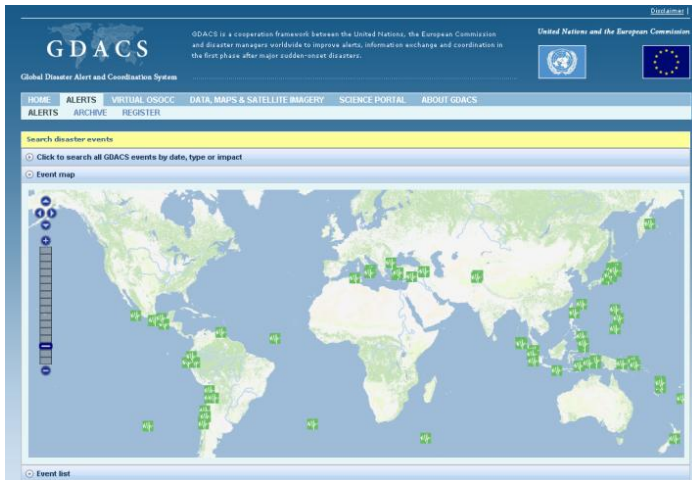 Disclaimer |
GDACS
Global Disaster Alert and Coordination System
GDACS is a cooperation framework between the United Nations, the European Commission
and disaster managers worldwide to improve alerts, information exchange and coordination in
the first phase after major sudden-onset disasters.
United Nations and the European Commission
HOME ALERTS VIRTUAL OSOCC DATA, MAPS & SATELLITE IMAGERY SCIENCE PORTAL ABOUT GDACS
ALERTS ARCHIVE REGISTER
Search disaster events
Click to search all GDACS events by date, type or impact
Event map
Event list